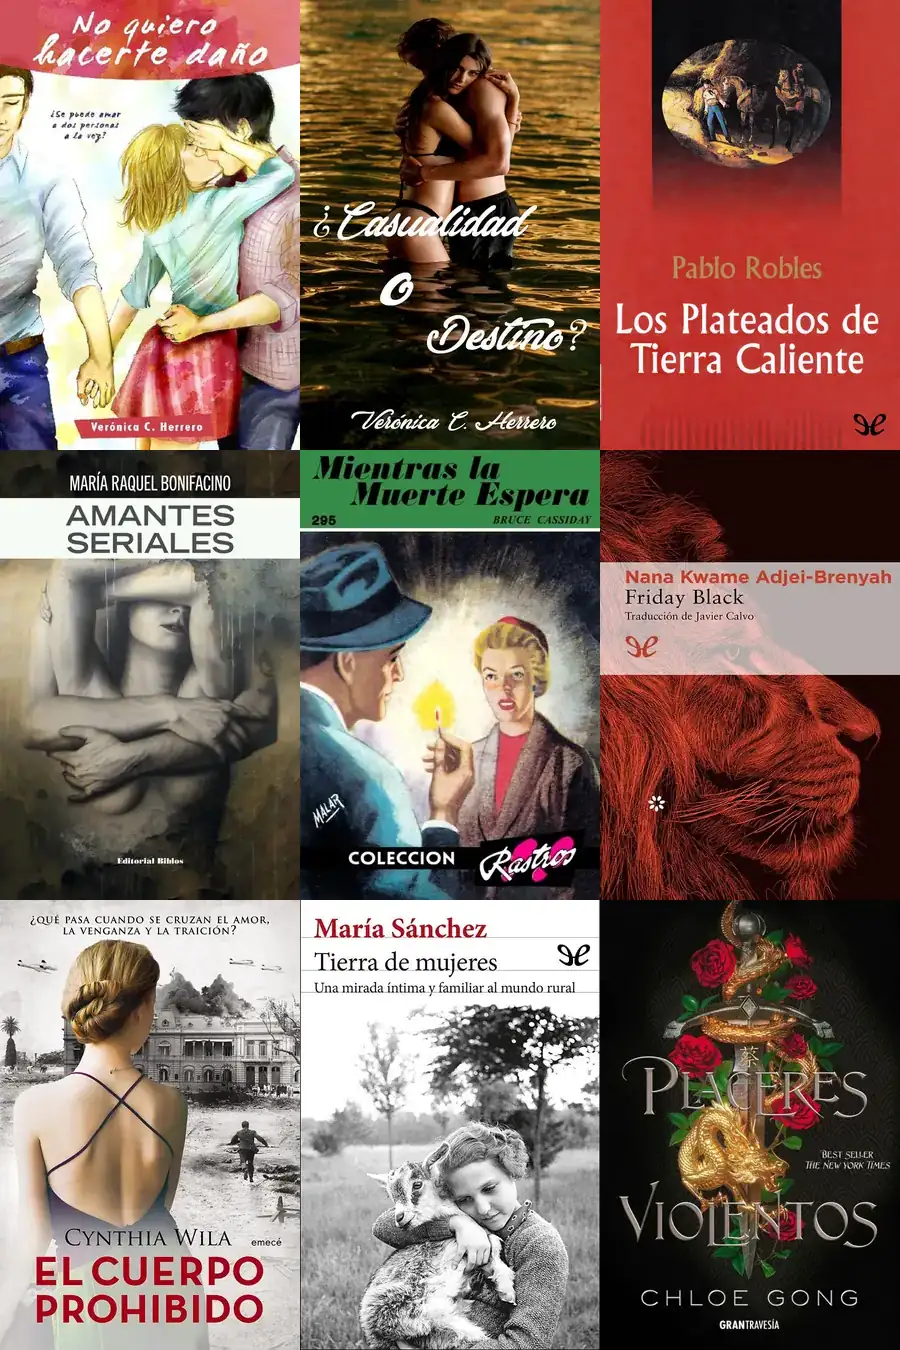 No quiero
hacerte daño
¿Se puede amar
a dos personas
a la vez?
Verónica C. Herrero
¿Casualidad
o
Destino?
Verónica C. Herrero
Pablo Robles
Los Plateados de
Tierra Caliente
MARÍA RAQUEL BONIFACINO
AMANTES
SERIALES
Editorial Biblos
Mientras la
Muerte Espera
295
BRUCE CASSIDAY
MALAR
COLECCION
Rastros
Nana Kwame Adjei-Brenyah
Friday Black
Traducción de Javier Calvo
¿QUÉ PASA CUANDO SE CRUZAN EL AMOR,
LA VENGANZA Y LA TRAICIÓN?
CYNTHIA WILA
emecé
EL CUERPO
PROHIBIDO
María Sánchez
Tierra de mujeres
Una mirada íntima y familiar al mundo rural
蔡
PLACERES
BEST SELLER
THE NEW YORK TIMES
VIOLENTOS
CHLOE GONG
GRANTRAVESÍA